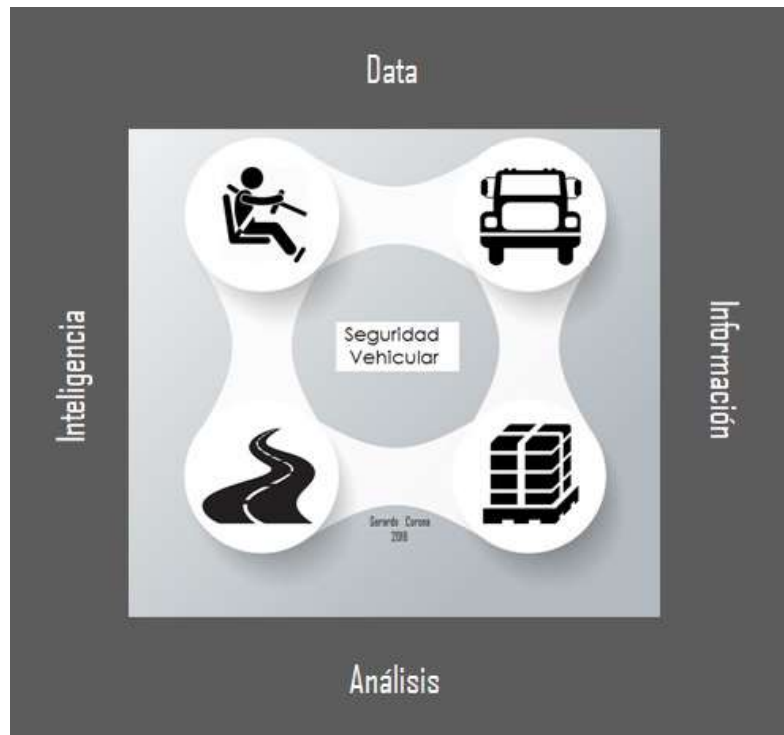 Data
Inteligencia
Seguridad
Vehicular
Información
Gerardo Corona
2018
Análisis